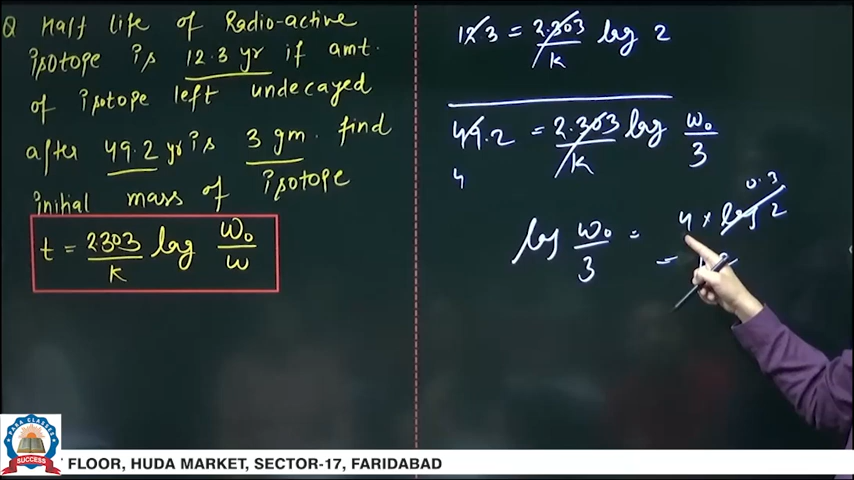 Q Half life of Radio-active
isotope is 12.3 yr if amt.
of isotope left undecayed
after 49.2 yr is 3 gm. find
initial mass of isotope
t = 2.303/K log W₀/W
12.3 = 2.303/K log 2
49.2 = 2.303/K log W₀/3
4
0.3
log W₀/3 = 4 × log 2
=
PARA CLASSES
SUCCESS
FLOOR, HUDA MARKET, SECTOR-17, FARIDABAD